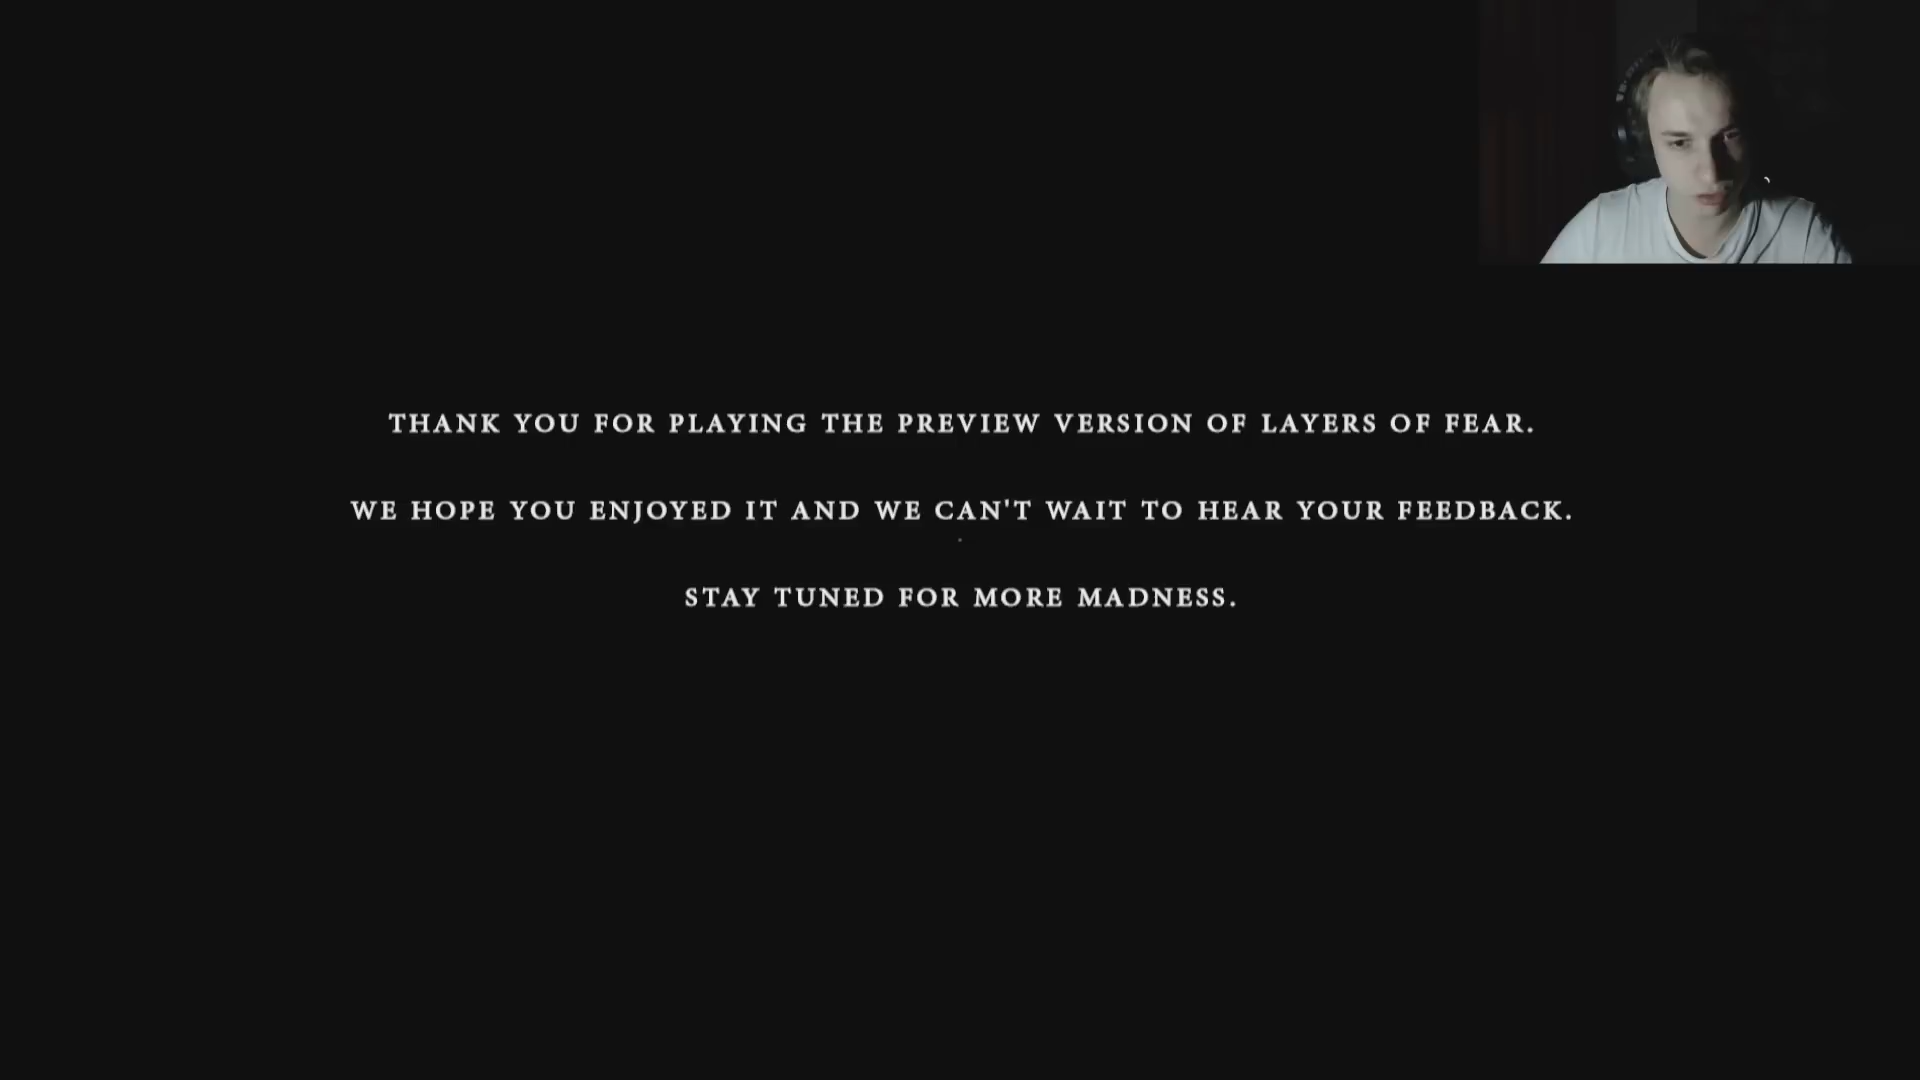 THANK YOU FOR PLAYING THE PREVIEW VERSION OF LAYERS OF FEAR.
WE HOPE YOU ENJOYED IT AND WE CAN'T WAIT TO HEAR YOUR FEEDBACK.
STAY TUNED FOR MORE MADNESS.